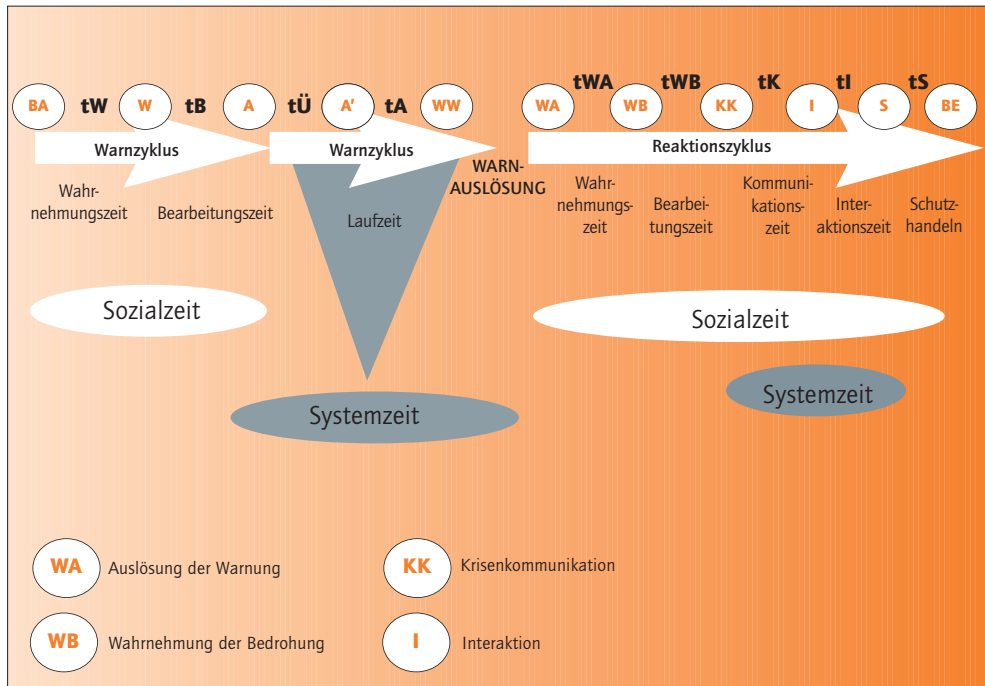 BA tW W tB A tÜ A' tA WW WA tWA WB tWB KK tK I tI S tS BE
Warnzyklus
Warnzyklus
Reaktionszyklus
WARN-
AUSLÖSUNG
Wahr-
nehmungszeit
Bearbeitungszeit
Laufzeit
Wahr-
nehmungs-
zeit
Bearbei-
tungszeit
Kommuni-
kations-
zeit
Inter-
aktionszeit
Schutz-
handeln
Sozialzeit
Sozialzeit
Systemzeit
Systemzeit
WA Auslösung der Warnung
KK Krisenkommunikation
WB Wahrnehmung der Bedrohung
I Interaktion